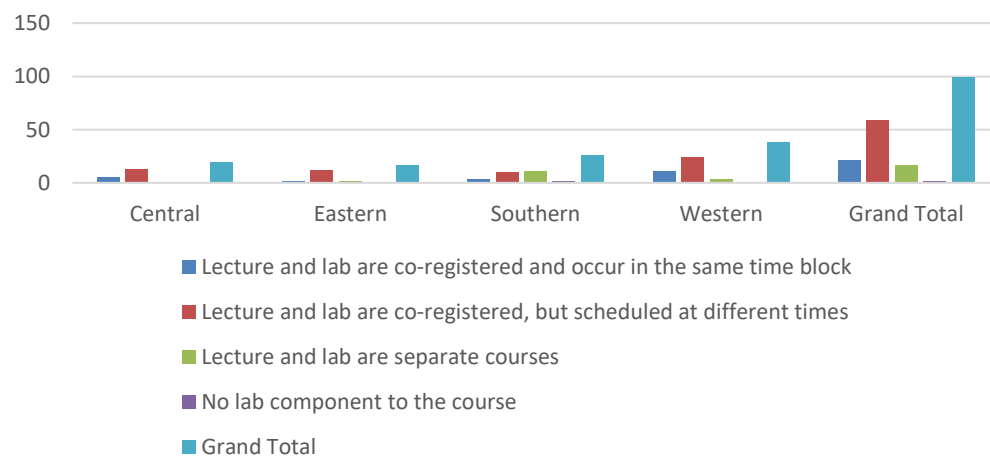 150
100
50
0
Central Eastern Southern Western Grand Total
Lecture and lab are co-registered and occur in the same time block
Lecture and lab are co-registered, but scheduled at different times
Lecture and lab are separate courses
No lab component to the course
Grand Total